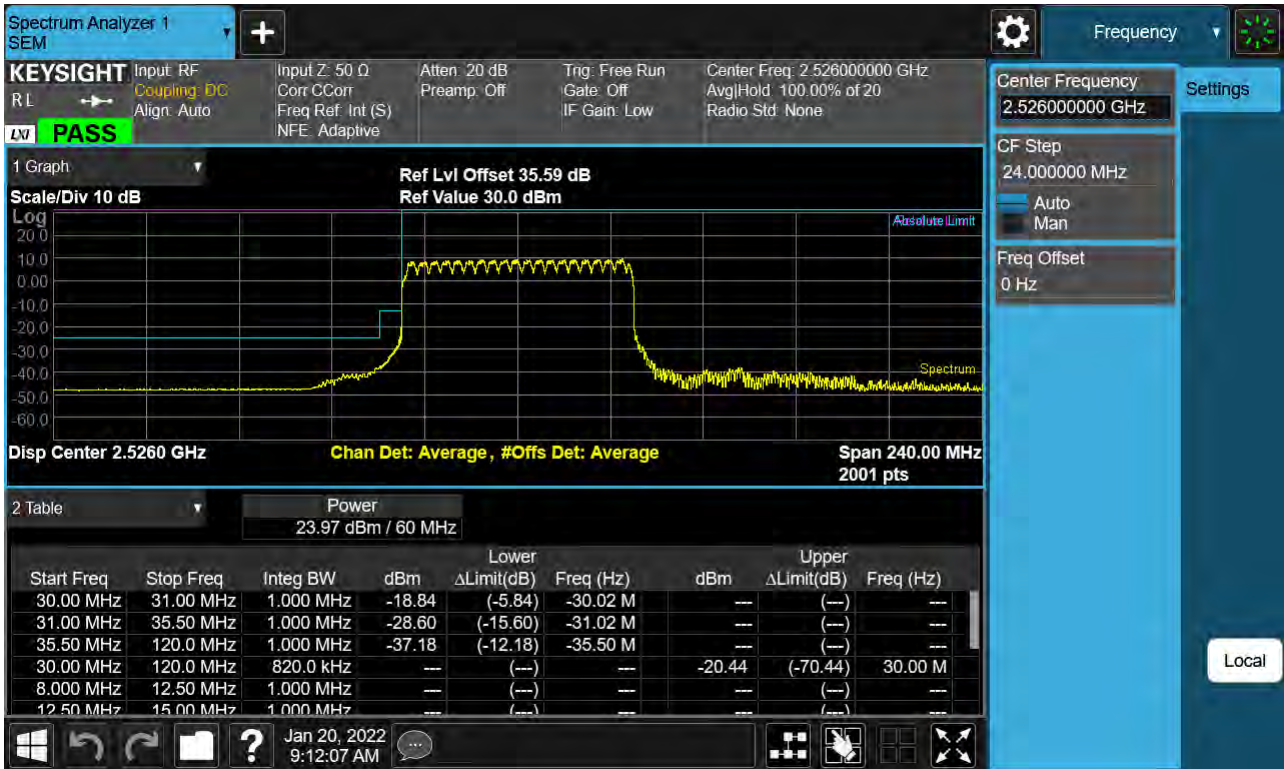 Spectrum Analyzer 1
SEM
Frequency
KEYSIGHT
RL
LXI
PASS
Input: RF
Coupling: DC
Align: Auto
Input Z: 50 Ω
Corr CCorr
Freq Ref: Int (S)
NFE: Adaptive
Atten: 20 dB
Preamp: Off
Trig: Free Run
Gate: Off
IF Gain: Low
Center Freq: 2.526000000 GHz
Avg|Hold: 100.00% of 20
Radio Std: None
Center Frequency
2.526000000 GHz
Settings
CF Step
24.000000 MHz
Auto
Man
Freq Offset
0 Hz
Local
1 Graph
Ref Lvl Offset 35.59 dB
Scale/Div 10 dB
Ref Value 30.0 dBm
Log
Limit
20.0
10.0
0.00
-10.0
-20.0
-30.0
-40.0
-50.0
-60.0
Spectrum
Disp Center 2.5260 GHz
Chan Det: Average, #Offs Det: Average
Span 240.00 MHz
2001 pts
2 Table
Power
23.97 dBm / 60 MHz
Lower Upper
Start Freq Stop Freq Integ BW dBm ΔLimit(dB) Freq (Hz) dBm ΔLimit(dB) Freq (Hz)
30.00 MHz 31.00 MHz 1.000 MHz -18.84 (-5.84) -30.02 M --- (---) ---
31.00 MHz 35.50 MHz 1.000 MHz -28.60 (-15.60) -31.02 M --- (---) ---
35.50 MHz 120.0 MHz 1.000 MHz -37.18 (-12.18) -35.50 M --- (---) ---
30.00 MHz 120.0 MHz 820.0 kHz --- (---) --- -20.44 (-70.44) 30.00 M
8.000 MHz 12.50 MHz 1.000 MHz --- (---) --- --- (---) ---
12.50 MHz 15.00 MHz 1.000 MHz --- (---) --- --- (---) ---
Jan 20, 2022
9:12:07 AM